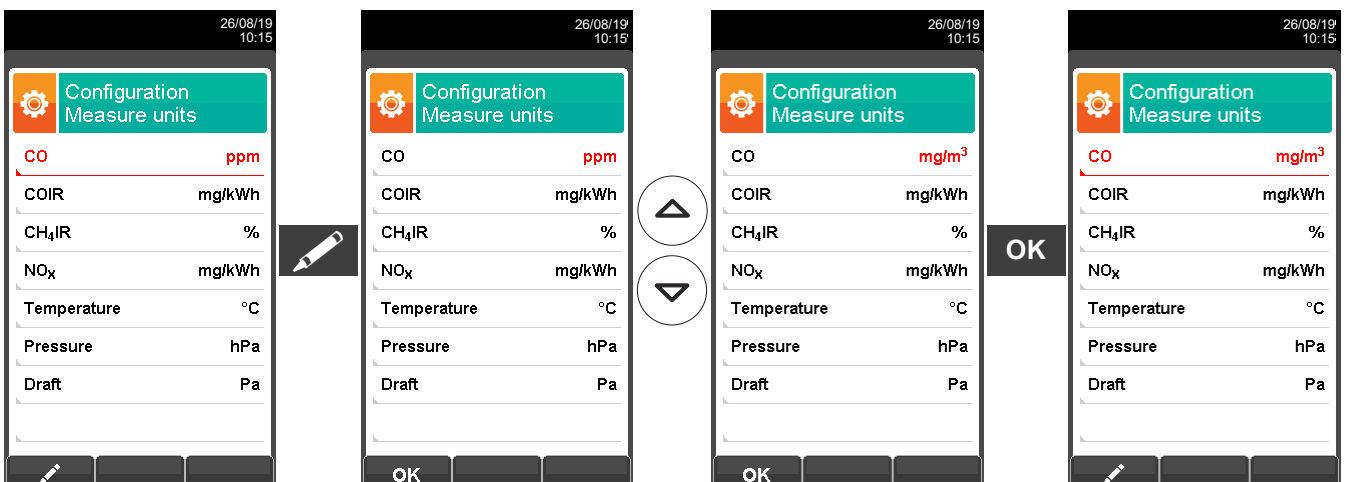 26/08/19
10:15
Configuration
Measure units
CO ppm
COIR mg/kWh
CH₄IR %
NOX mg/kWh
Temperature °C
Pressure hPa
Draft Pa
26/08/19
10:15
Configuration
Measure units
CO ppm
COIR mg/kWh
CH₄IR %
NOX mg/kWh
Temperature °C
Pressure hPa
Draft Pa
OK
26/08/19
10:15
Configuration
Measure units
CO mg/m³
COIR mg/kWh
CH₄IR %
NOX mg/kWh
Temperature °C
Pressure hPa
Draft Pa
OK
OK
26/08/19
10:15
Configuration
Measure units
CO mg/m³
COIR mg/kWh
CH₄IR %
NOX mg/kWh
Temperature °C
Pressure hPa
Draft Pa